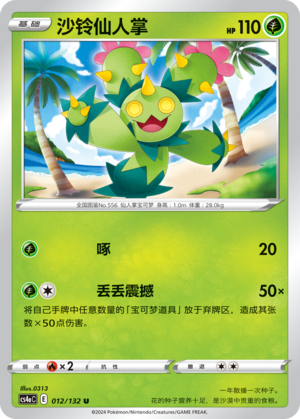 基础 沙铃仙人掌 HP 110
全国图鉴No.556 仙人掌宝可梦 身高：1.0m 体重：28.0kg
啄 20
丢丢震撼 50×
将自己手牌中任意数量的「宝可梦道具」放于弃牌区，造成其张
数×50点伤害。
弱点 ×2 抗性 撤退
Illus.0313
CS4aC E 012/132 U
一年散播一次种子。
花的种子营养十足，是沙漠中贵重的食粮。
©2024 Pokémon/Nintendo/Creatures/GAME FREAK.